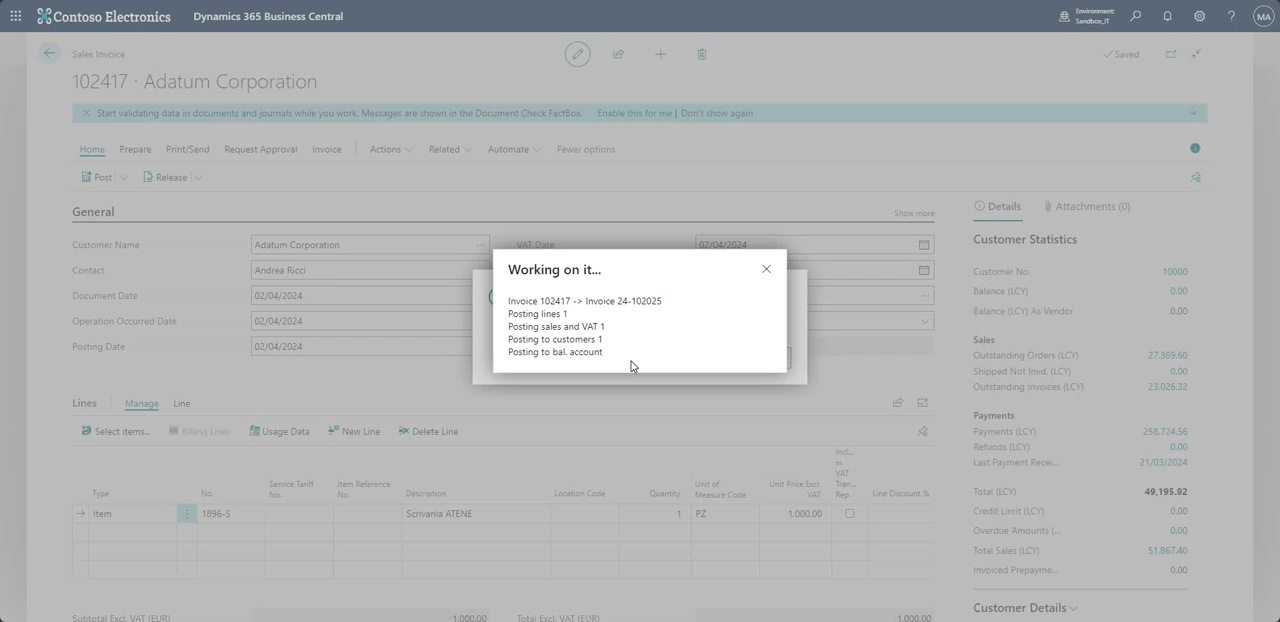 Contoso Electronics
Dynamics 365 Business Central
Environment:
Sandbox_IT
?
MA
Sales Invoice
Saved
102417 · Adatum Corporation
Start validating data in documents and journals while you work. Messages are shown in the Document Check FactBox. Enable this for me | Don't show again
Home Prepare Print/Send Request Approval Invoice Actions Related Automate Fewer options
Post Release
General
Show more
Customer Name Adatum Corporation
VAT Date 02/04/2024
Contact Andrea Ricci
Document Date 02/04/2024
Operation Occurred Date 02/04/2024
Posting Date 02/04/2024
Working on it...
Invoice 102417 -> Invoice 24-102025
Posting lines 1
Posting sales and VAT 1
Posting to customers 1
Posting to bal. account
Lines Manage Line
Select items... Billing Lines Usage Data New Line Delete Line
Type
No.
Service Tariff
No.
Item Reference
No.
Description
Location Code
Quantity
Unit of
Measure Code
Unit Price Excl.
VAT
Incl...
in
VAT
Tran...
Rep.
Line Discount %
Item 1896-S Scrivania ATENE 1 PZ 1,000.00
Subtotal Excl. VAT (EUR) 1,000.00
Total Excl. VAT (EUR) 1,000.00
Details Attachments (0)
Customer Statistics
Customer No. 10000
Balance (LCY) 0.00
Balance (LCY) As Vendor 0.00
Sales
Outstanding Orders (LCY) 27,369.60
Shipped Not Invd. (LCY) 0.00
Outstanding Invoices (LCY) 23,026.32
Payments
Payments (LCY) 258,724.56
Refunds (LCY) 0.00
Last Payment Recei... 21/03/2024
Total (LCY) 49,195.92
Credit Limit (LCY) 0.00
Overdue Amounts (... 0.00
Total Sales (LCY) 51,867.40
Invoiced Prepayme... 0.00
Customer Details